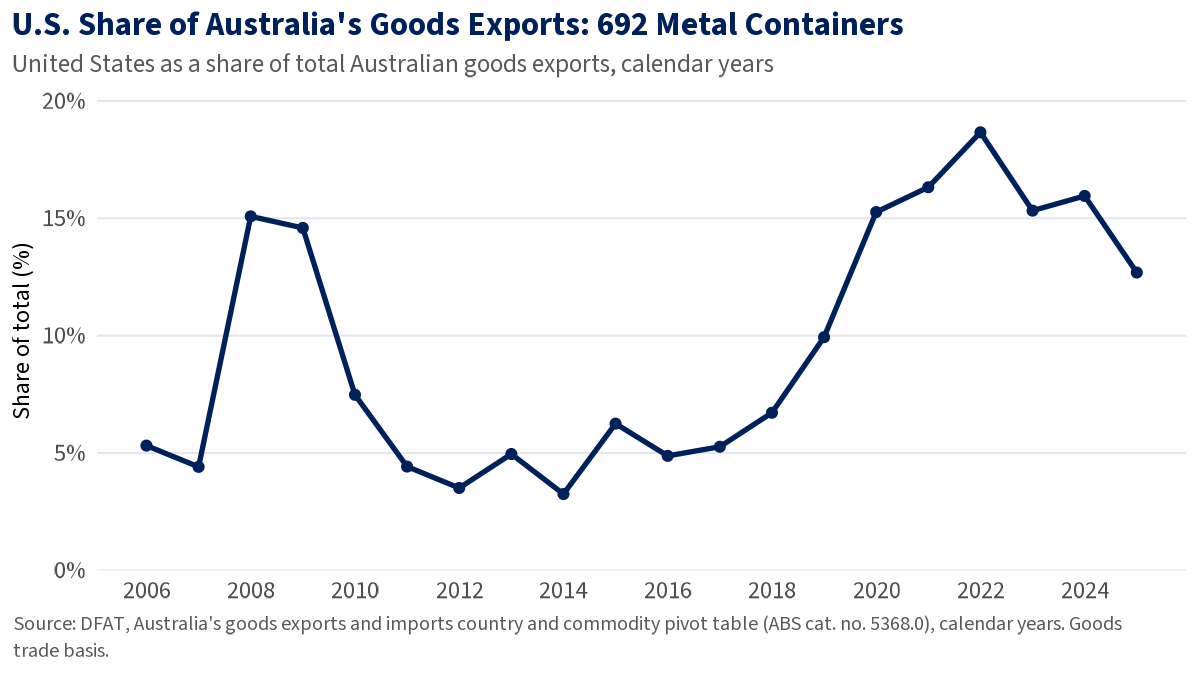 U.S. Share of Australia's Goods Exports: 692 Metal Containers
United States as a share of total Australian goods exports, calendar years
Share of total (%)
20%
15%
10%
5%
0%
2006 2008 2010 2012 2014 2016 2018 2020 2022 2024
Source: DFAT, Australia's goods exports and imports country and commodity pivot table (ABS cat. no. 5368.0), calendar years. Goods
trade basis.